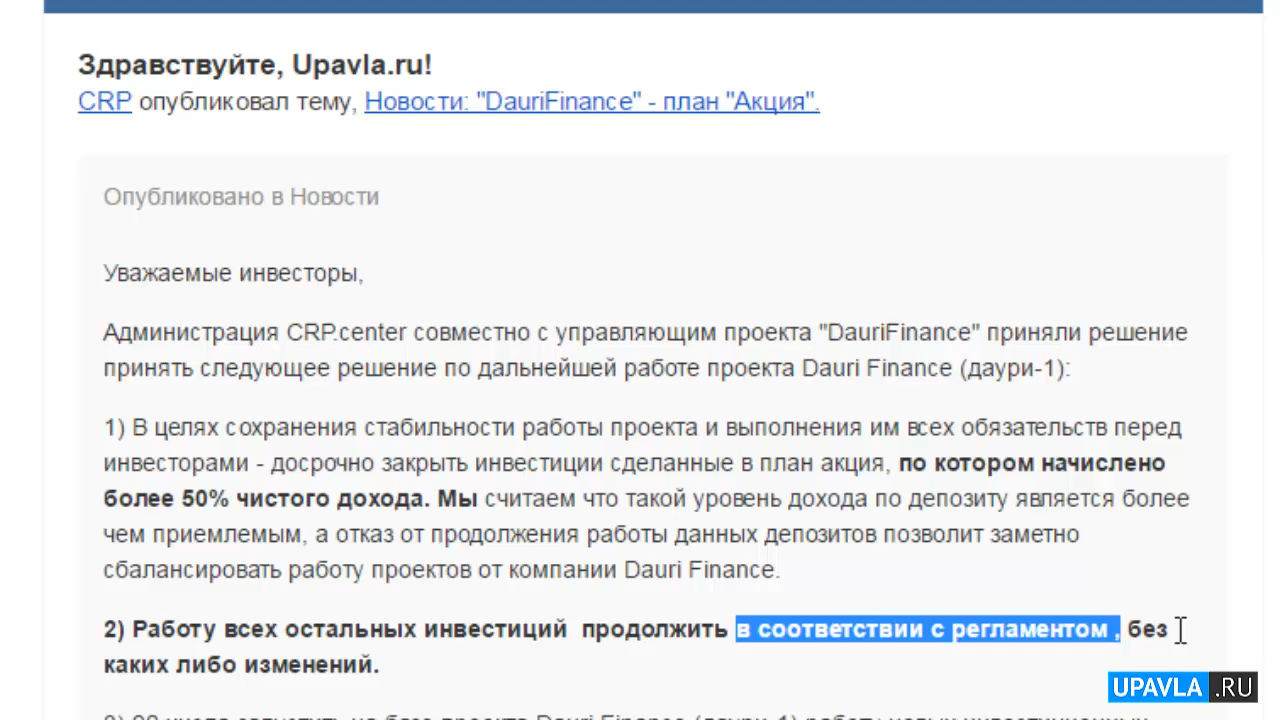 Здравствуйте, Upavla.ru!
CRP опубликовал тему, Новости: "DauriFinance" - план "Акция".
Опубликовано в Новости
Уважаемые инвесторы,
Администрация CRP.center совместно с управляющим проекта "DauriFinance" приняли решение
принять следующее решение по дальнейшей работе проекта Dauri Finance (даури-1):
1) В целях сохранения стабильности работы проекта и выполнения им всех обязательств перед
инвесторами - досрочно закрыть инвестиции сделанные в план акция, по котором начислено
более 50% чистого дохода. Мы считаем что такой уровень дохода по депозиту является более
чем приемлемым, а отказ от продолжения работы данных депозитов позволит заметно
сбалансировать работу проектов от компании Dauri Finance.
2) Работу всех остальных инвестиций продолжить в соответствии с регламентом , без
каких либо изменений.
UPAVLA .RU